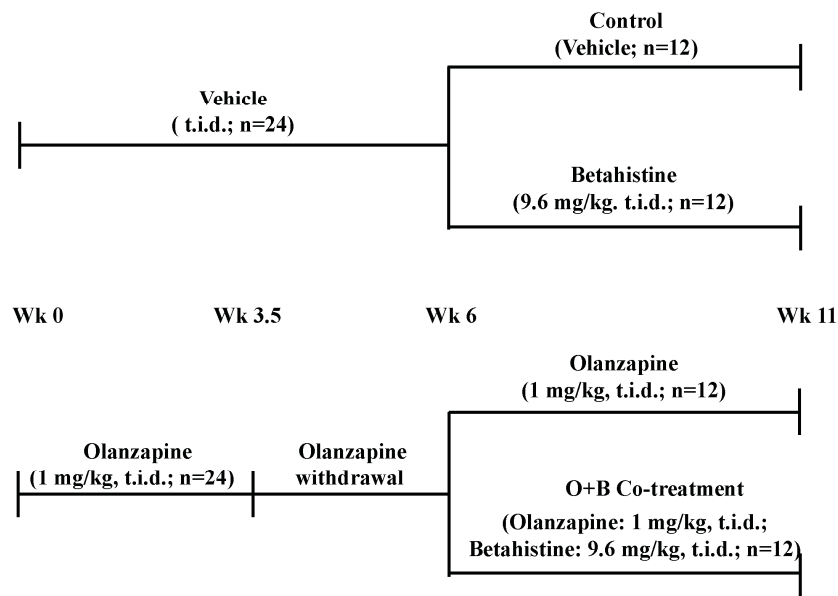 Control
(Vehicle; n=12)
Vehicle
( t.i.d.; n=24)
Betahistine
(9.6 mg/kg. t.i.d.; n=12)
Wk 0 Wk 3.5 Wk 6 Wk 11
Olanzapine
(1 mg/kg, t.i.d.; n=12)
Olanzapine
(1 mg/kg, t.i.d.; n=24)
Olanzapine
withdrawal
O+B Co-treatment
(Olanzapine: 1 mg/kg, t.i.d.;
Betahistine: 9.6 mg/kg, t.i.d.; n=12)